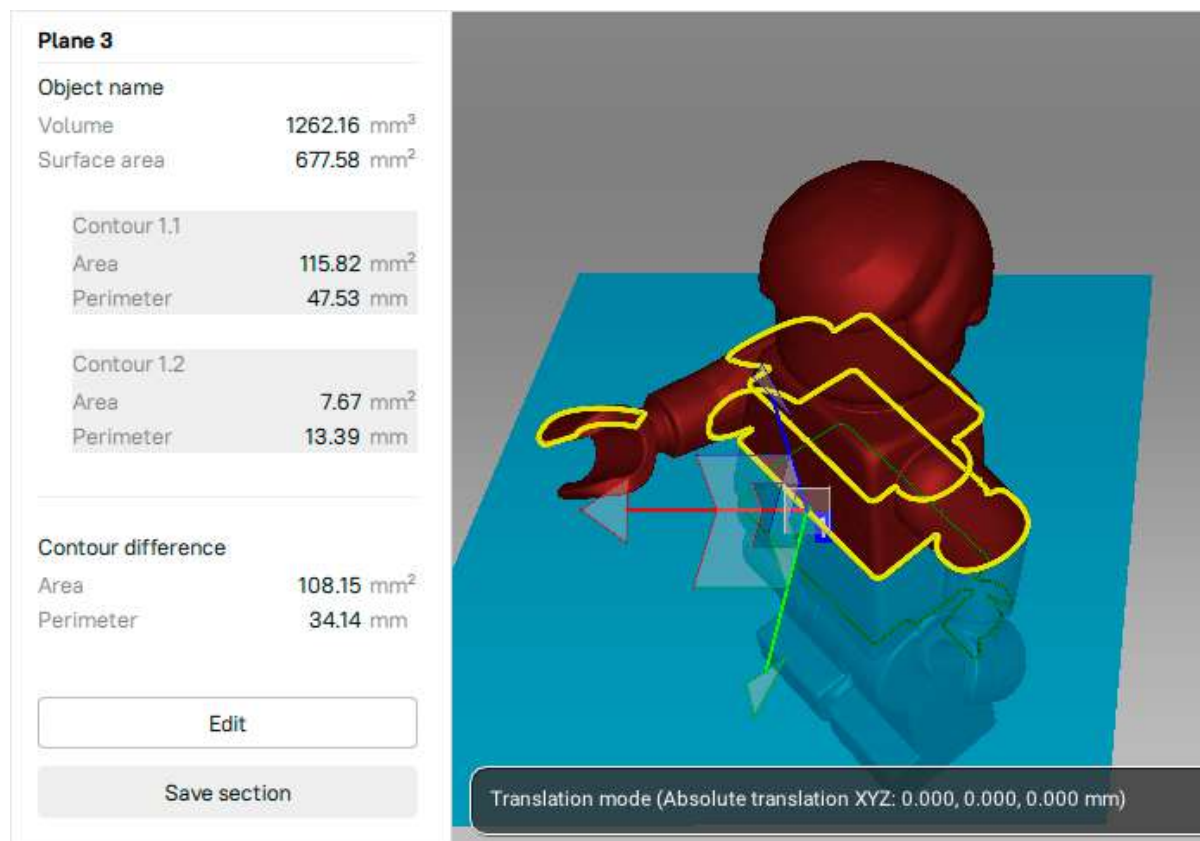 Plane 3
Object name
Volume 1262.16 mm³
Surface area 677.58 mm²
Contour 1.1
Area 115.82 mm²
Perimeter 47.53 mm
Contour 1.2
Area 7.67 mm²
Perimeter 13.39 mm
Contour difference
Area 108.15 mm²
Perimeter 34.14 mm
Edit
Save section
Translation mode (Absolute translation XYZ: 0.000, 0.000, 0.000 mm)